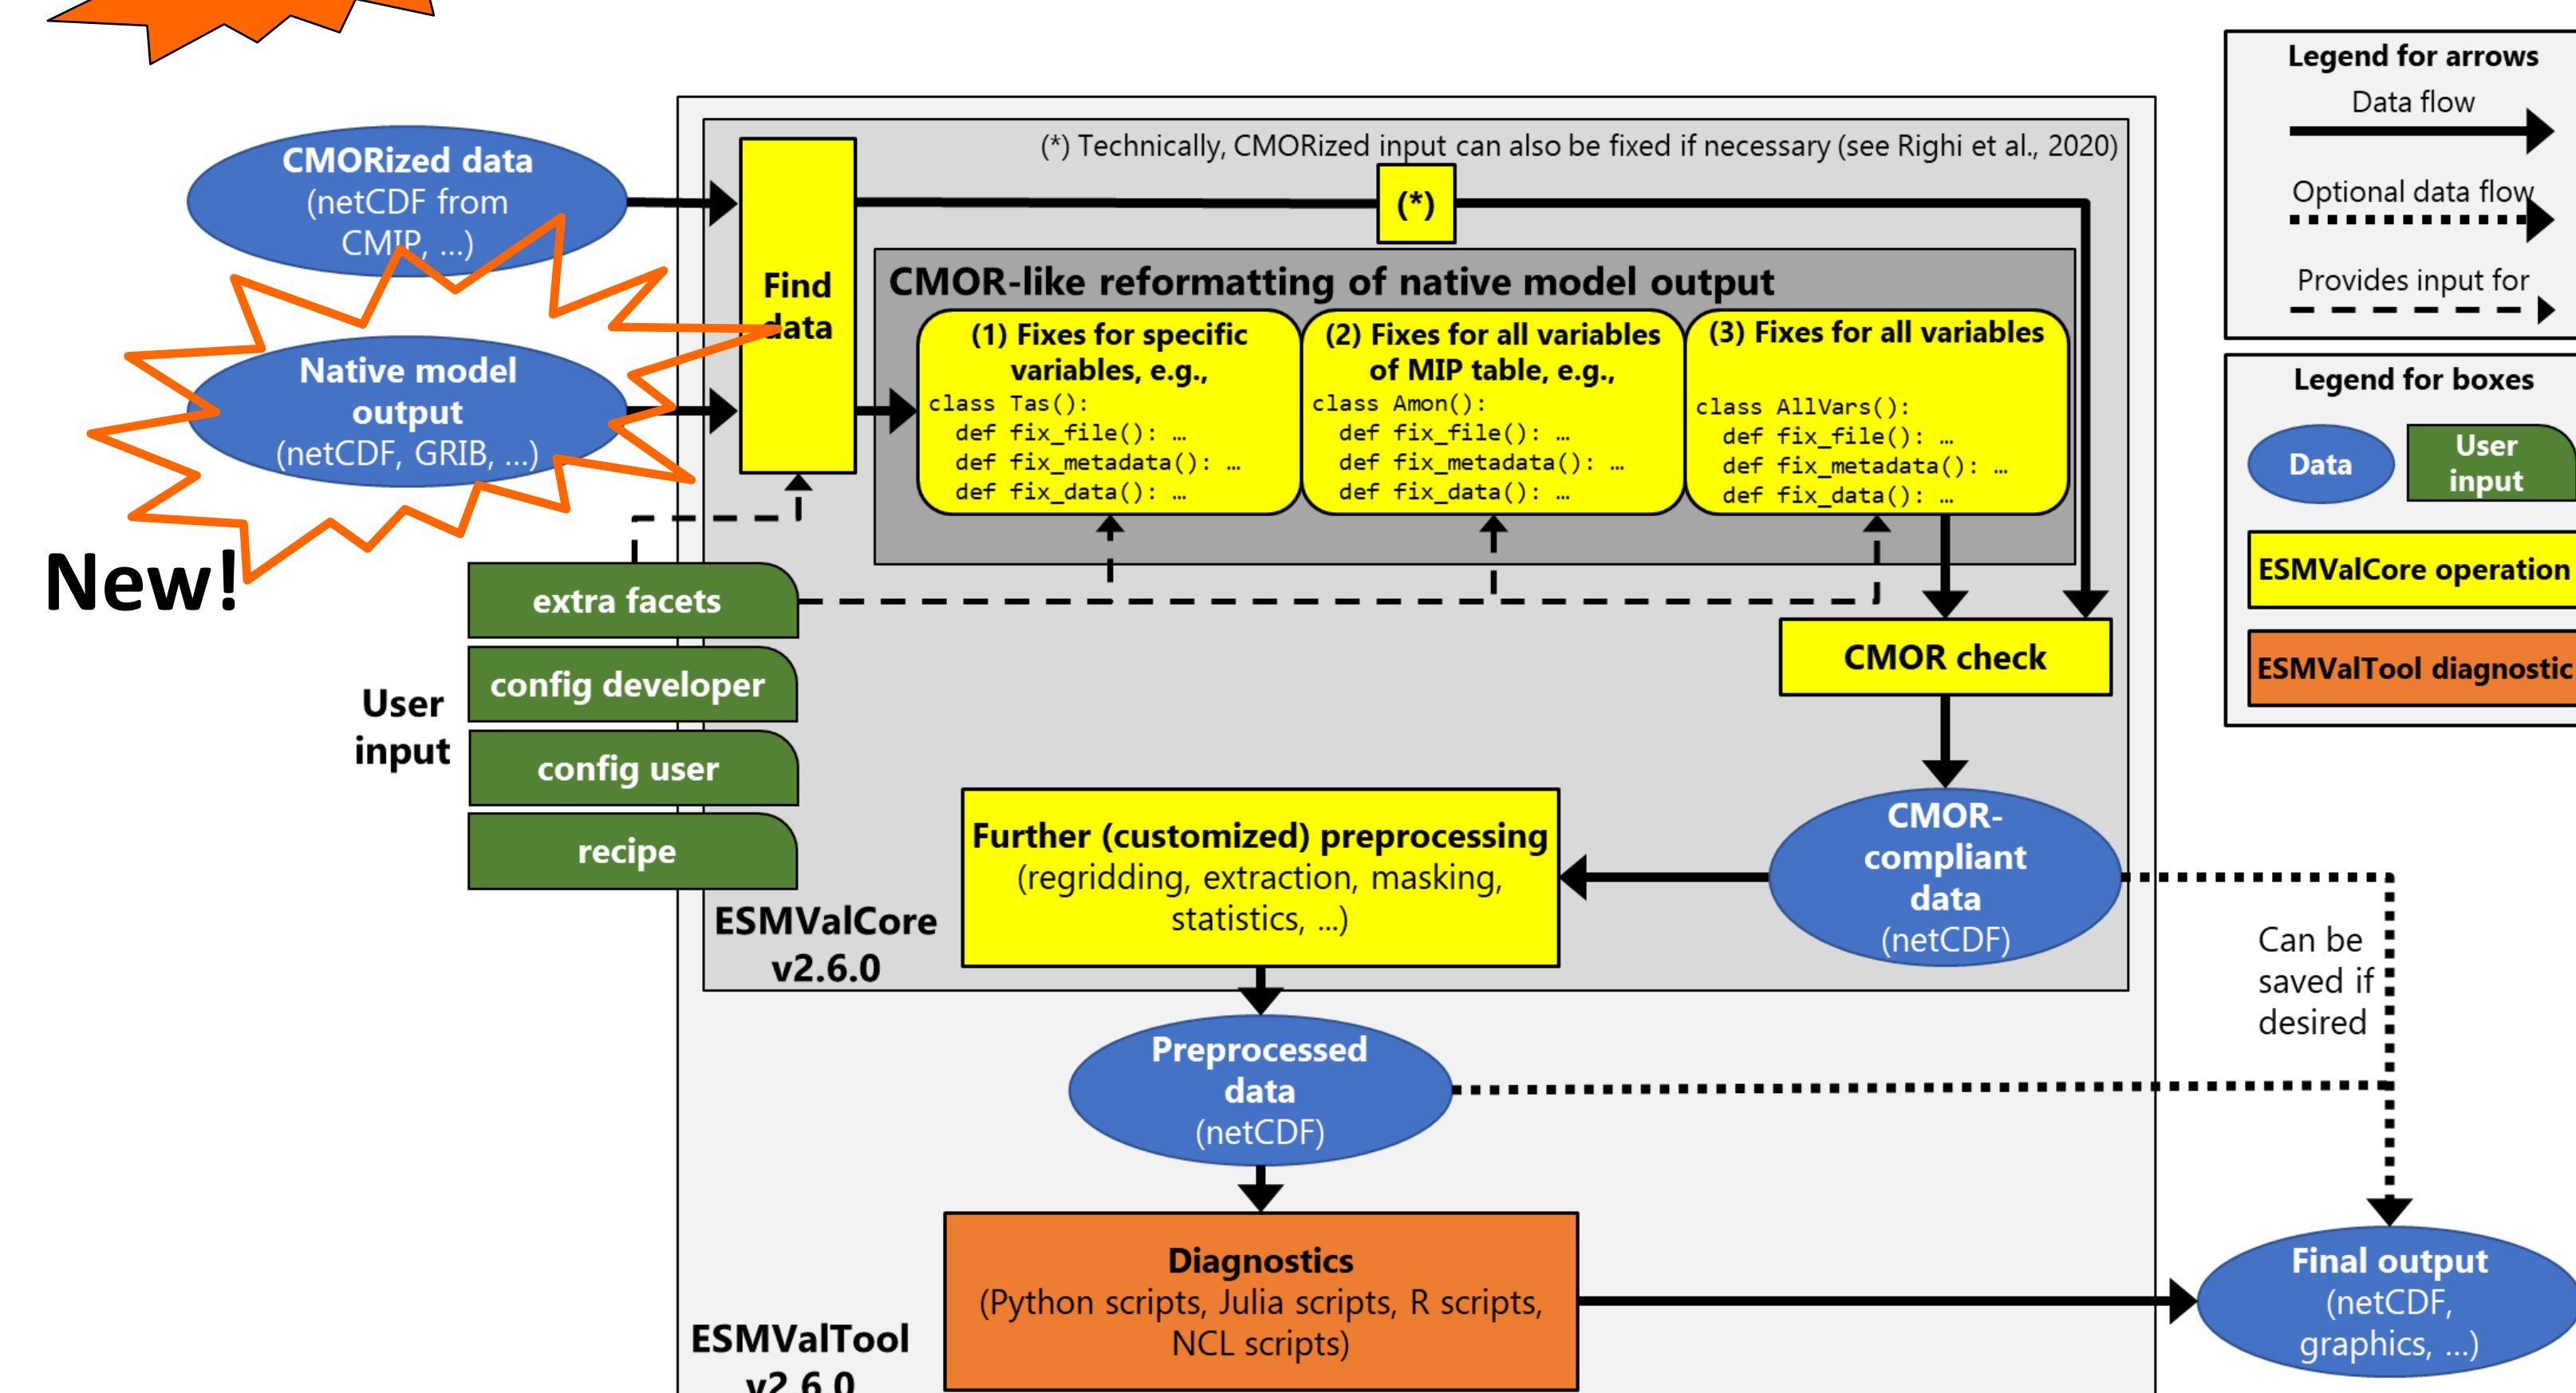 (*) Technically, CMORized input can also be fixed if necessary (see Righi et al., 2020)
CMORized data
(netCDF from
CMIP, ...)
Find
data
(*)
CMOR-like reformatting of native model output
(1) Fixes for specific
variables, e.g.,
class Tas():
def fix_file(): …
def fix_metadata(): …
def fix_data(): …
(2) Fixes for all variables
of MIP table, e.g.,
class Amon():
def fix_file(): …
def fix_metadata(): …
def fix_data(): …
(3) Fixes for all variables
class AllVars():
def fix_file(): …
def fix_metadata(): …
def fix_data(): …
Native model
output
(netCDF, GRIB, ...)
New!
User
input
extra facets
config developer
config user
recipe
CMOR check
CMOR-
compliant
data
(netCDF)
Further (customized) preprocessing
(regridding, extraction, masking,
statistics, ...)
ESMValCore
v2.6.0
Preprocessed
data
(netCDF)
Diagnostics
(Python scripts, Julia scripts, R scripts,
NCL scripts)
ESMValTool
v2.6.0
Can be
saved if
desired
Final output
(netCDF,
graphics, ...)
Legend for arrows
Data flow
Optional data flow
Provides input for
Legend for boxes
Data
User
input
ESMValCore operation
ESMValTool diagnostic